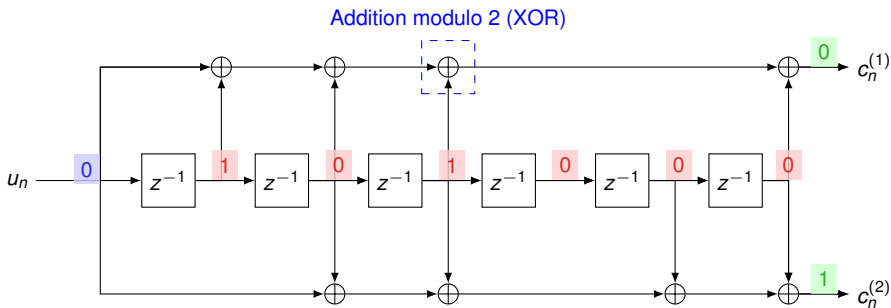 Addition modulo 2 (XOR)
0 c_n^{(1)}
u_n 0 z^{-1} 1 z^{-1} 0 z^{-1} 1 z^{-1} 0 z^{-1} 0 z^{-1} 0
1 c_n^{(2)}